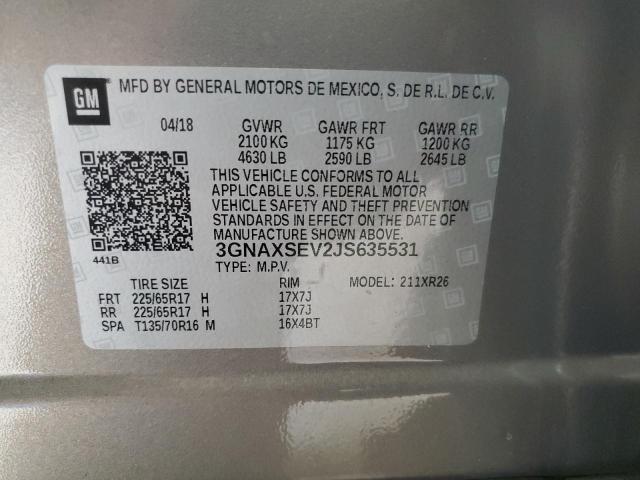 GM
MFD BY GENERAL MOTORS DE MEXICO, S. DE R.L. DE C.V.
04/18 GVWR GAWR FRT GAWR RR
2100 KG 1175 KG 1200 KG
4630 LB 2590 LB 2645 LB
THIS VEHICLE CONFORMS TO ALL
APPLICABLE U.S. FEDERAL MOTOR
VEHICLE SAFETY AND THEFT PREVENTION
STANDARDS IN EFFECT ON THE DATE OF
MANUFACTURE SHOWN ABOVE.
3GNAXSEV2JS635531
441B
TYPE: M.P.V.
TIRE SIZE RIM MODEL: 211XR26
FRT 225/65R17 H 17X7J
RR 225/65R17 H 17X7J
SPA T135/70R16 M 16X4BT